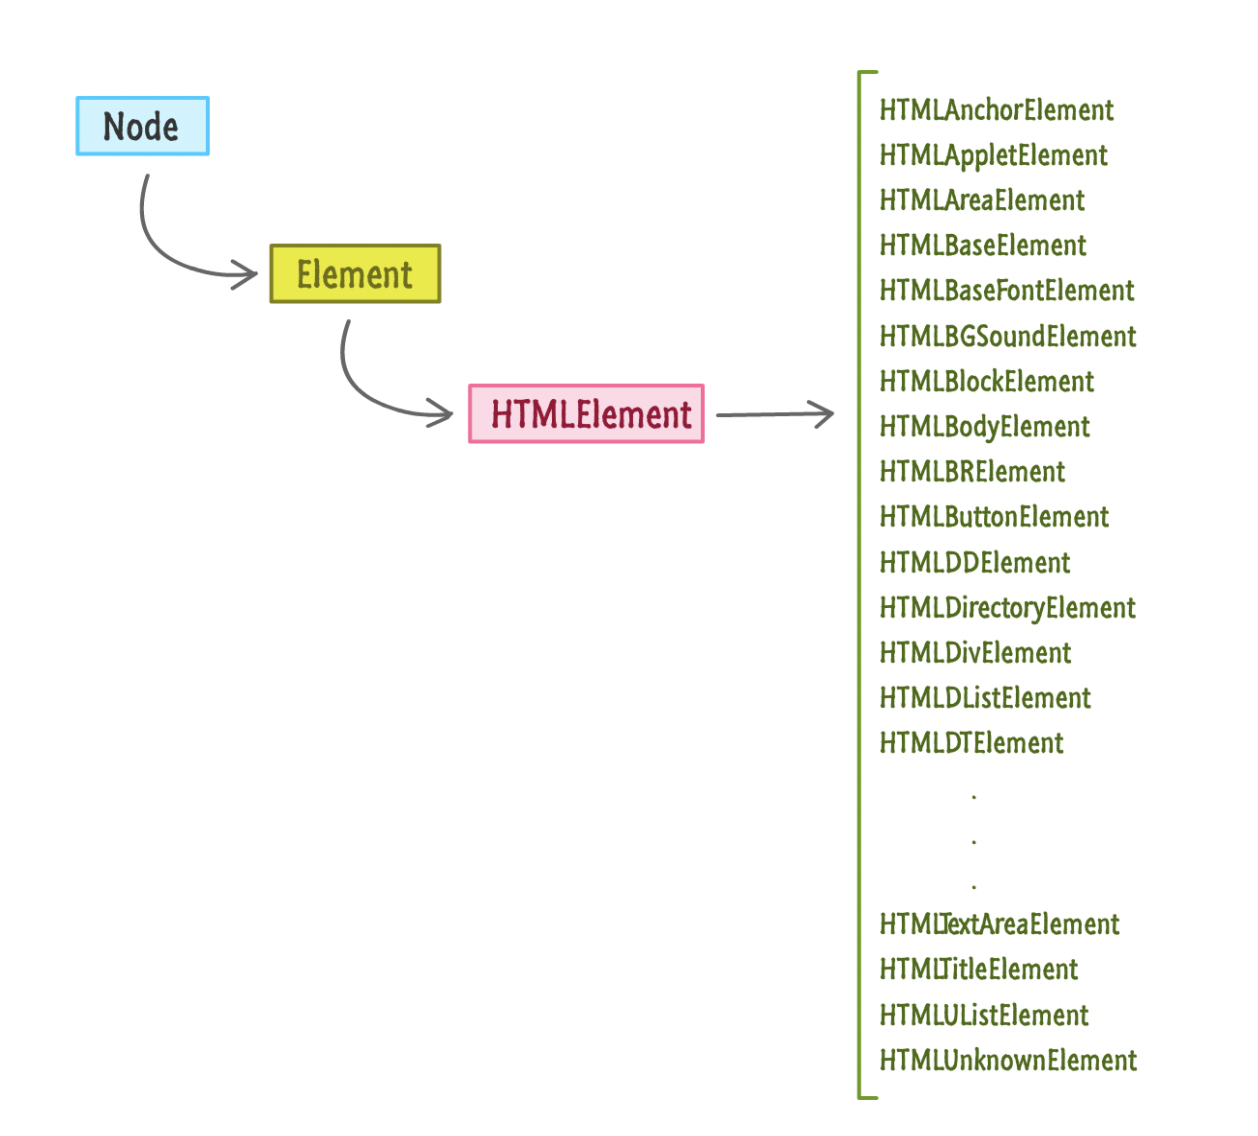 Node
Element
HTMLElement
HTMLAnchorElement
HTMLAppletElement
HTMLAreaElement
HTMLBaseElement
HTMLBaseFontElement
HTMLBGSoundElement
HTMLBlockElement
HTMLBodyElement
HTMLBRElement
HTMLButtonElement
HTMLDDElement
HTMLDirectoryElement
HTMLDivElement
HTMLDListElement
HTMLDTElement
.
.
.
HTMLTextAreaElement
HTMLTitleElement
HTMLUListElement
HTMLUnknownElement